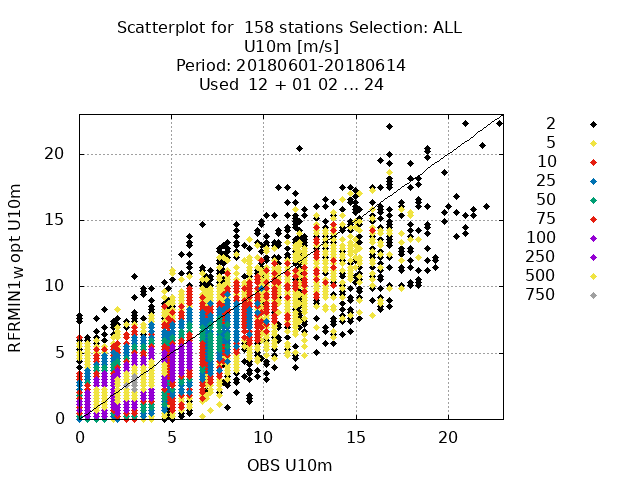 Scatterplot for  158 stations Selection: ALL
U10m [m/s]
Period: 20180601-20180614
Used  12 + 01 02 ... 24
RFRMIN1w opt U10m
20
15
10
5
0
0 5 10 15 20
OBS U10m
2
5
10
25
50
75
100
250
500
750